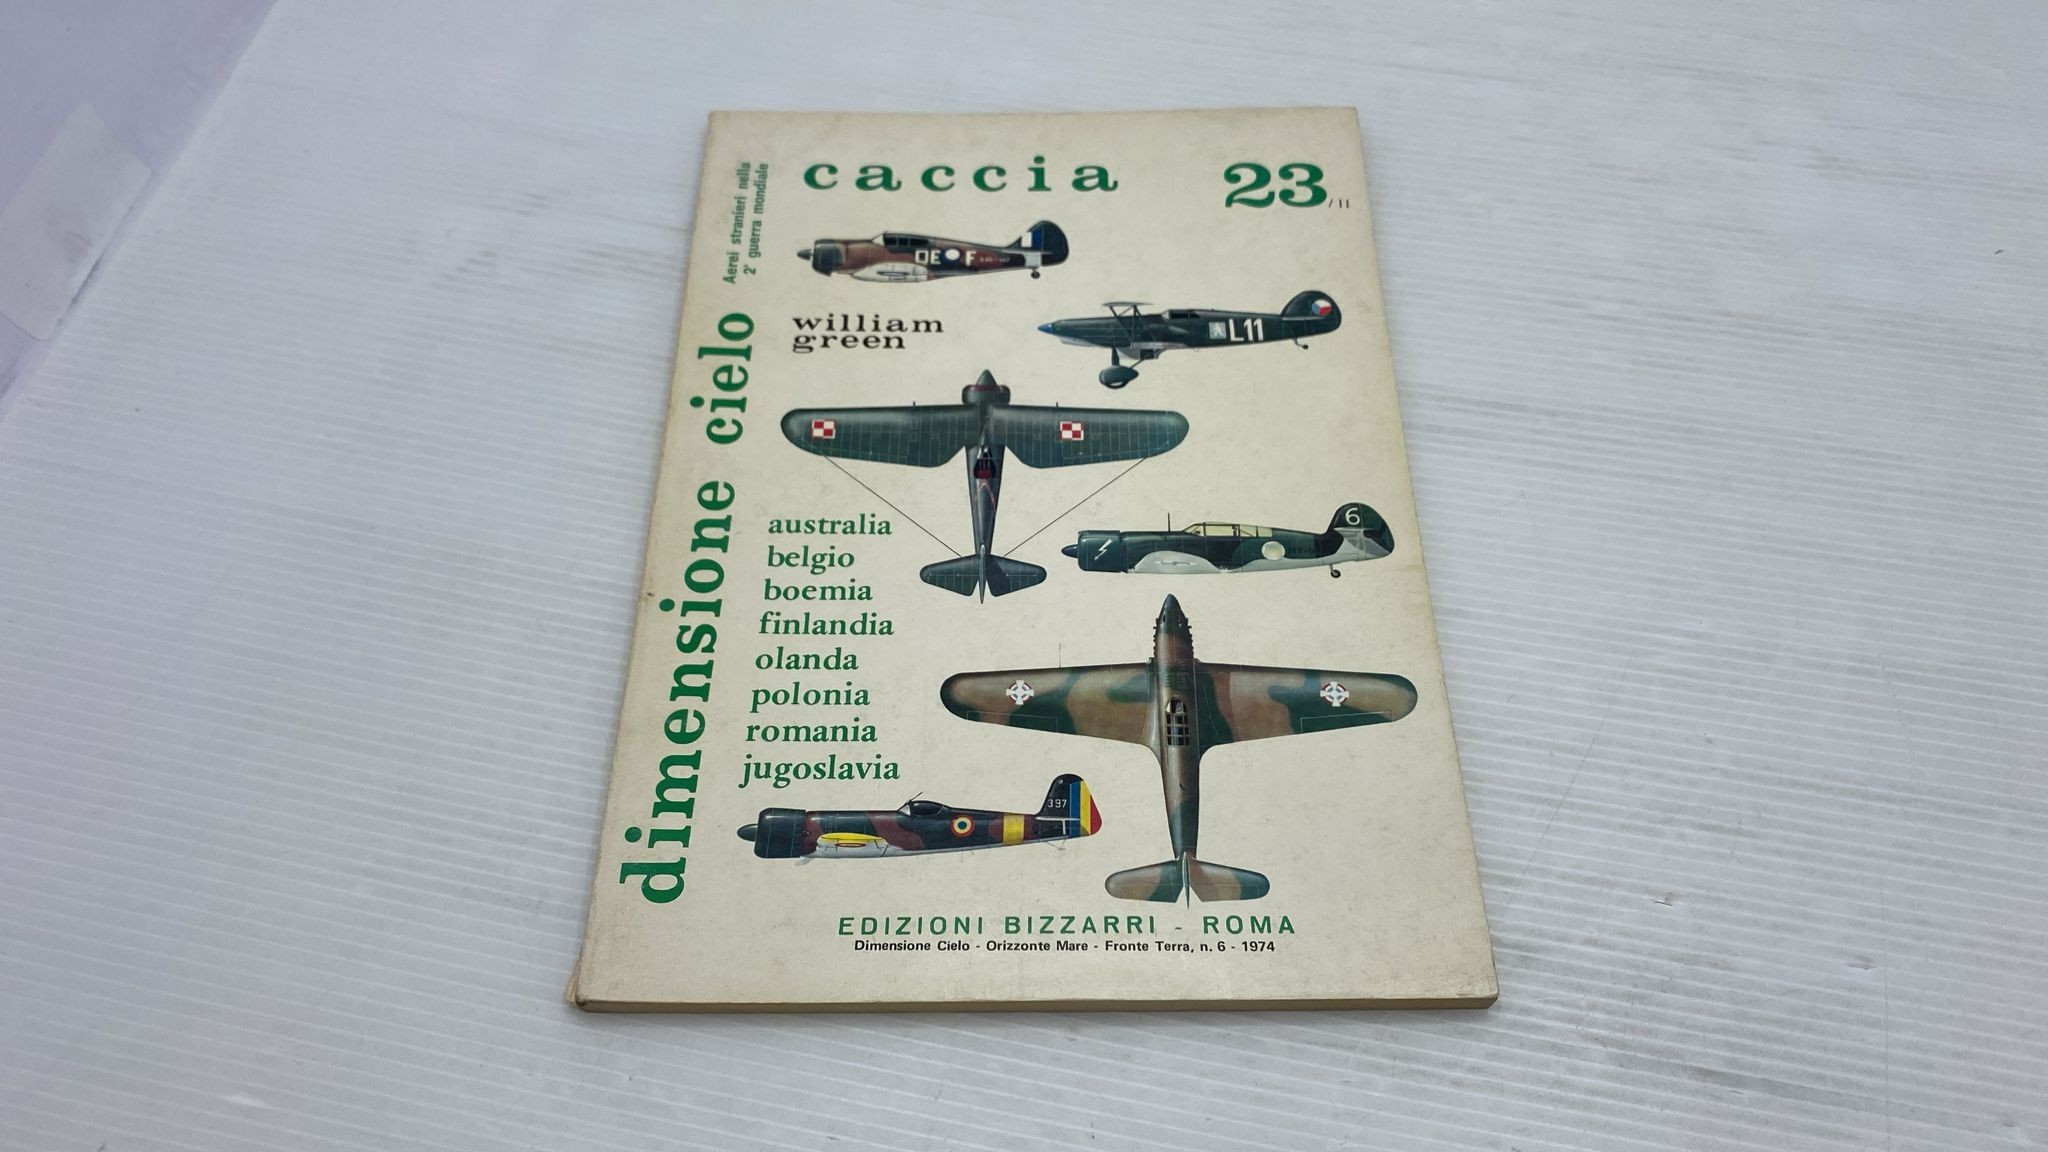 caccia
23/II
Aerei stranieri nella
2ª guerra mondiale
dimensione cielo
QE F
william
green
L11
6
australia
belgio
boemia
finlandia
olanda
polonia
romania
jugoslavia
397
EDIZIONI BIZZARRI - ROMA
Dimensione Cielo - Orizzonte Mare - Fronte Terra, n. 6 - 1974